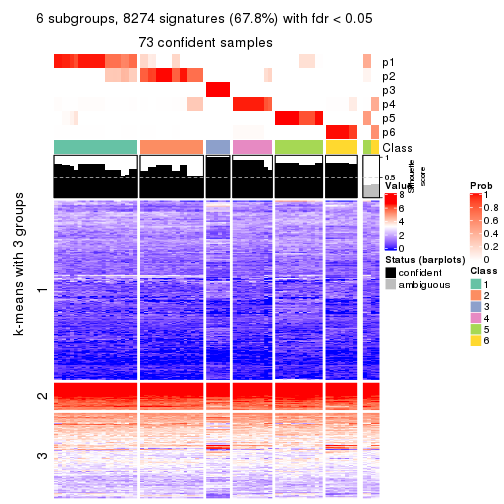 6 subgroups, 8274 signatures (67.8%) with fdr < 0.05
73 confident samples
p1
p2
p3
p4
p5
p6
Class
1
0.5
0
Silhouette
score
k-means with 3 groups
1
2
3
Value
8
6
4
2
0
Status (barplots)
confident
ambiguous
Prob
1
0.8
0.6
0.4
0.2
0
Class
1
2
3
4
5
6